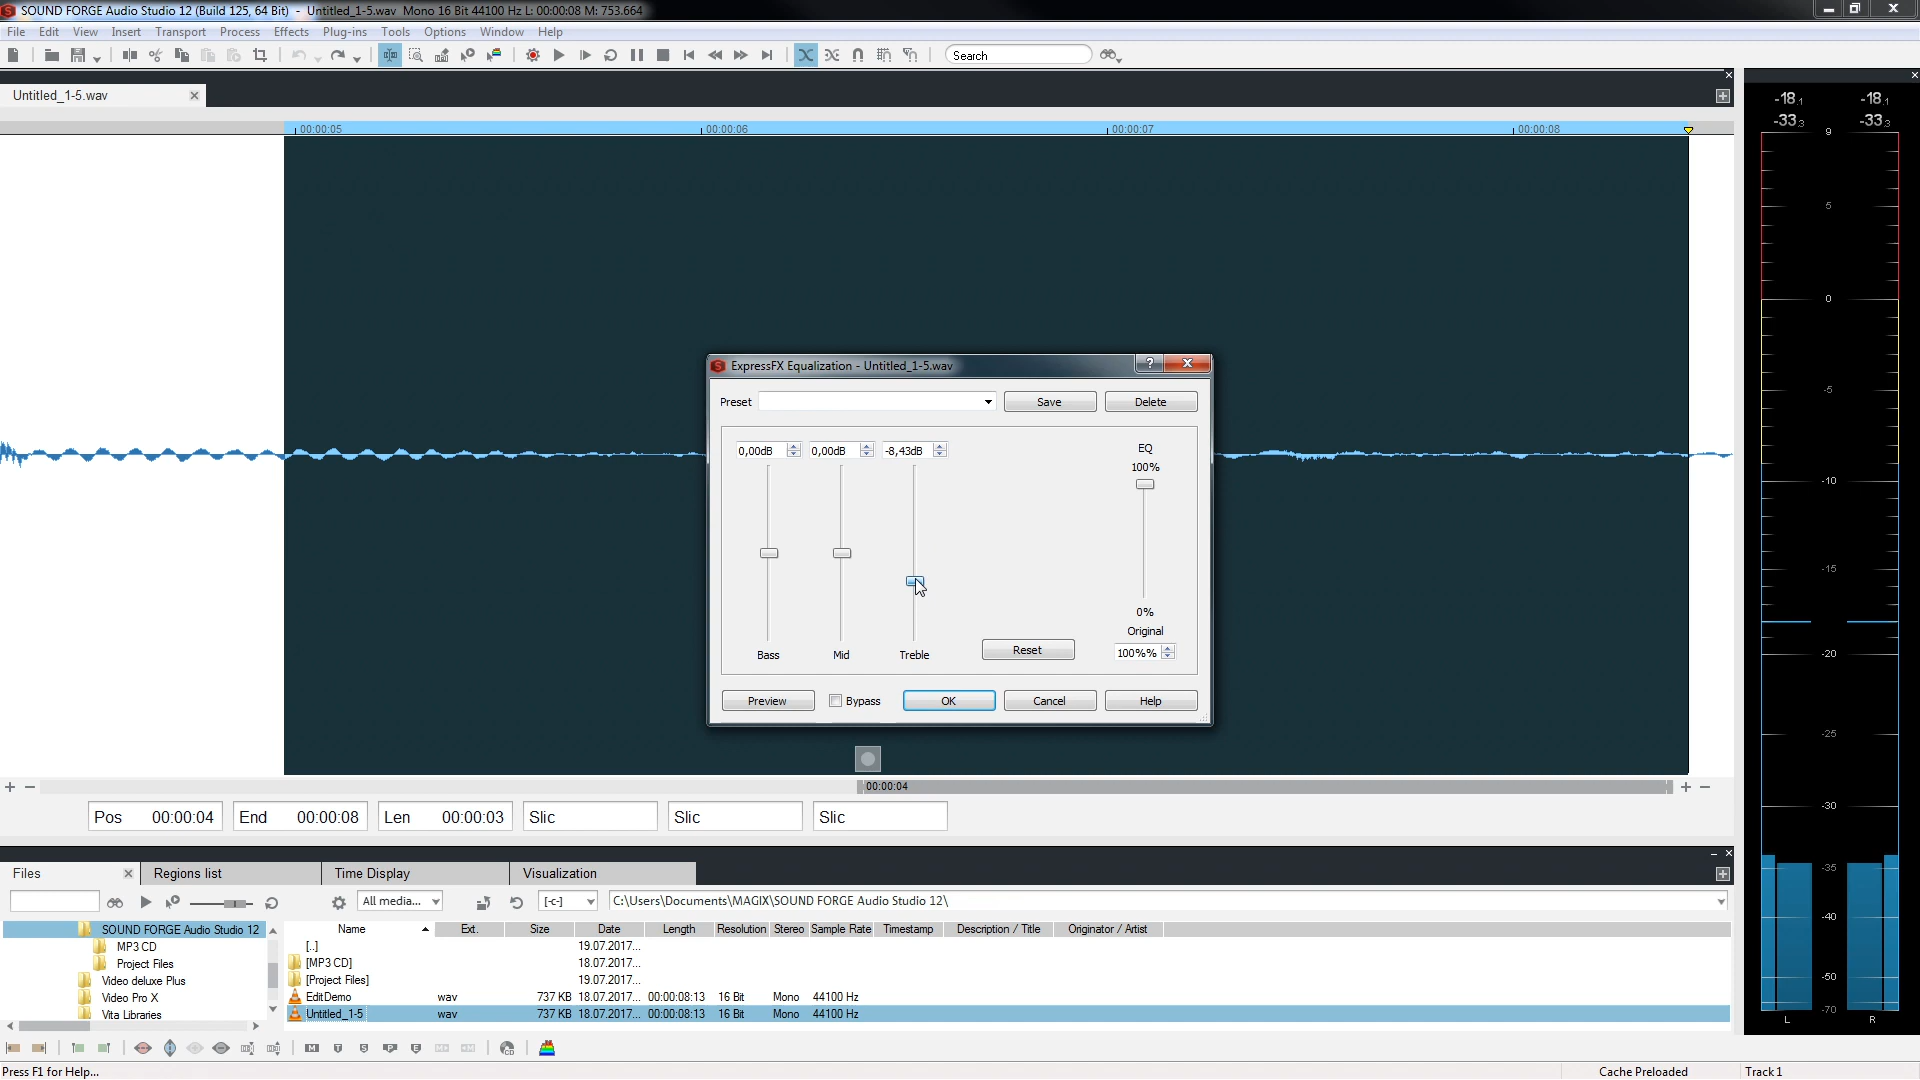 SOUND FORGE Audio Studio 12 (Build 125, 64 Bit) - Untitled_1-5.wav Mono 16 Bit 44100 Hz L: 00:00:08 M: 753.664
File Edit View Insert Transport Process Effects Plug-ins Tools Options Window Help
Search
Untitled_1-5.wav
00:00:05 00:00:06 00:00:07 00:00:08
-18.1 -18.1
-33.3 -33.3
9
5
0
-5
-10
-15
-20
-25
-30
-35
-40
-50
-70
L R
ExpressFX Equalization - Untitled_1-5.wav
Preset Save Delete
0,00dB 0,00dB -8,43dB
EQ
100%
0%
Original
100%%
Reset
Bass Mid Treble
Preview Bypass OK Cancel Help
00:00:04
Pos 00:00:04 End 00:00:08 Len 00:00:03 Slic Slic Slic
Files Regions list Time Display Visualization
All media... [-c-] C:\Users\Documents\MAGIX\SOUND FORGE Audio Studio 12\
SOUND FORGE Audio Studio 12
MP3 CD
Project Files
Video deluxe Plus
Video Pro X
Vita Libraries
Name Ext. Size Date Length Resolution Stereo Sample Rate Timestamp Description / Title Originator / Artist
[..] 19.07.2017...
[MP3 CD] 18.07.2017...
[Project Files] 19.07.2017...
EditDemo wav 737 KB 18.07.2017... 00:00:08:13 16 Bit Mono 44100 Hz
Untitled_1-5 wav 737 KB 18.07.2017... 00:00:08:13 16 Bit Mono 44100 Hz
Press F1 for Help...
Cache Preloaded Track 1